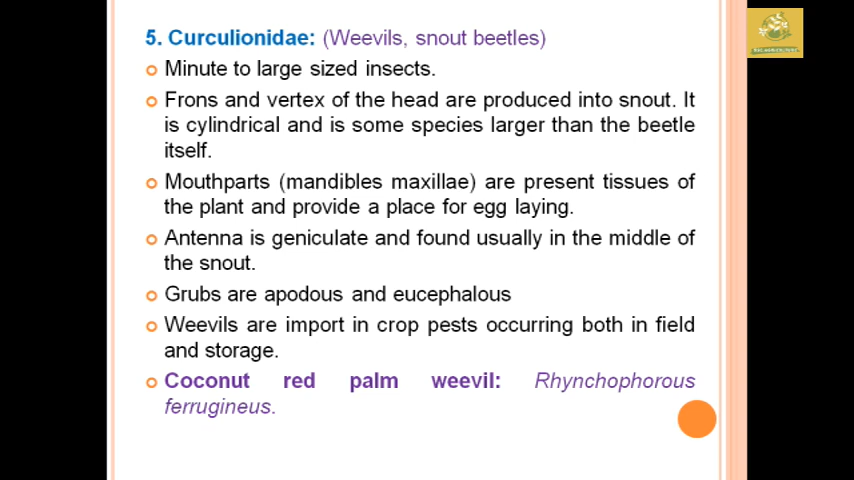 5. Curculionidae: (Weevils, snout beetles)
Minute to large sized insects.
Frons and vertex of the head are produced into snout. It
is cylindrical and is some species larger than the beetle
itself.
Mouthparts (mandibles maxillae) are present tissues of
the plant and provide a place for egg laying.
Antenna is geniculate and found usually in the middle of
the snout.
Grubs are apodous and eucephalous
Weevils are import in crop pests occurring both in field
and storage.
Coconut red palm weevil: Rhynchophorous
ferrugineus.